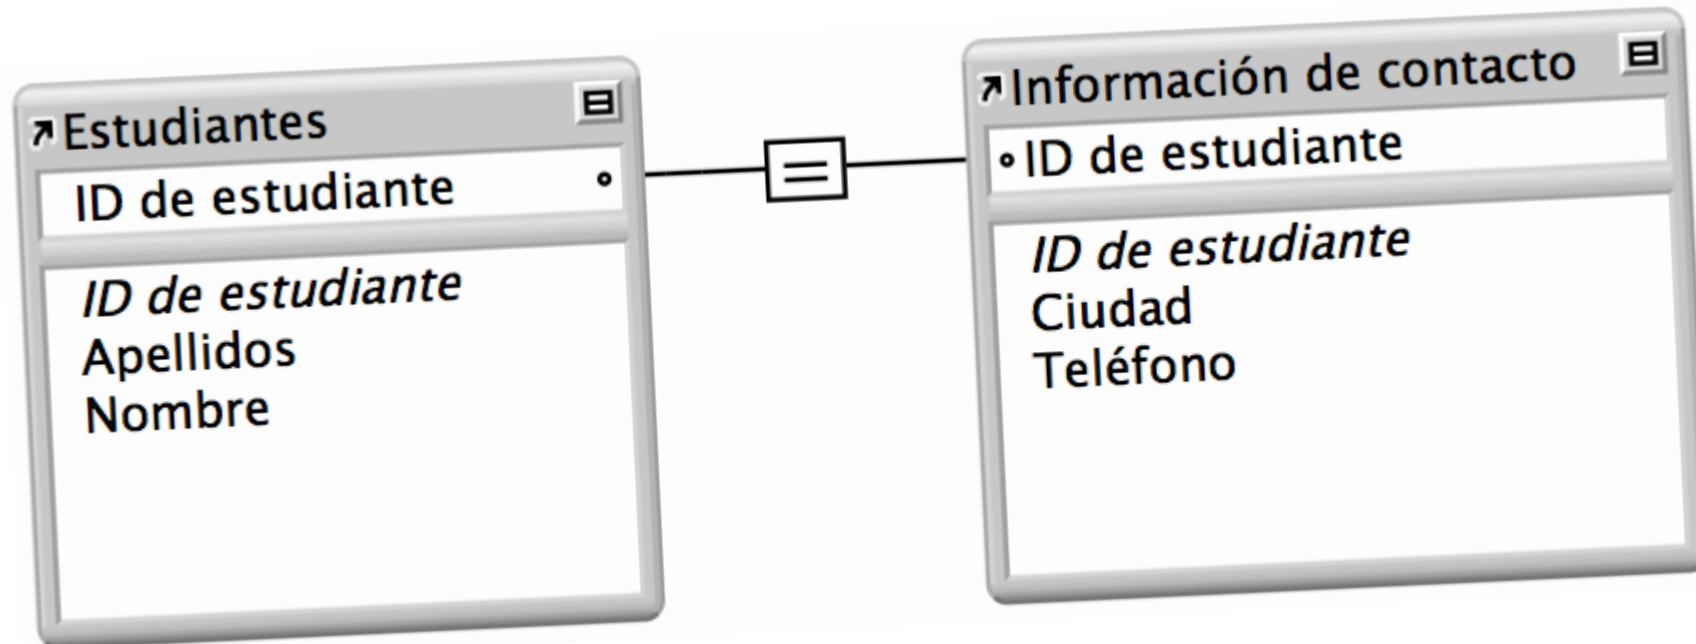 Estudiantes
ID de estudiante
ID de estudiante
Apellidos
Nombre
=
Información de contacto
ID de estudiante
ID de estudiante
Ciudad
Teléfono